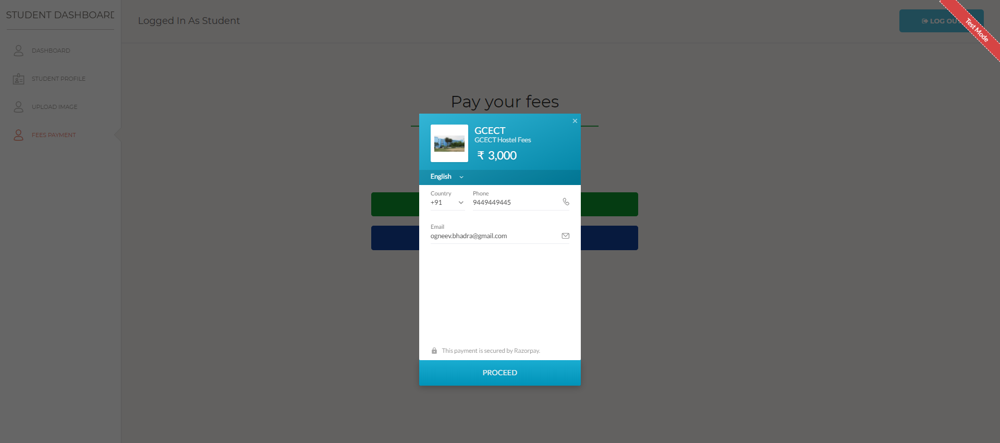 STUDENT DASHBOARD
DASHBOARD
STUDENT PROFILE
UPLOAD IMAGE
FEES PAYMENT
Logged In As Student
LOG OU
Test Mode
Pay your fees
GCECT
GCECT Hostel Fees
₹ 3,000
English
Country
+91
Phone
9449449445
Email
ogneev.bhadra@gmail.com
This payment is secured by Razorpay.
PROCEED